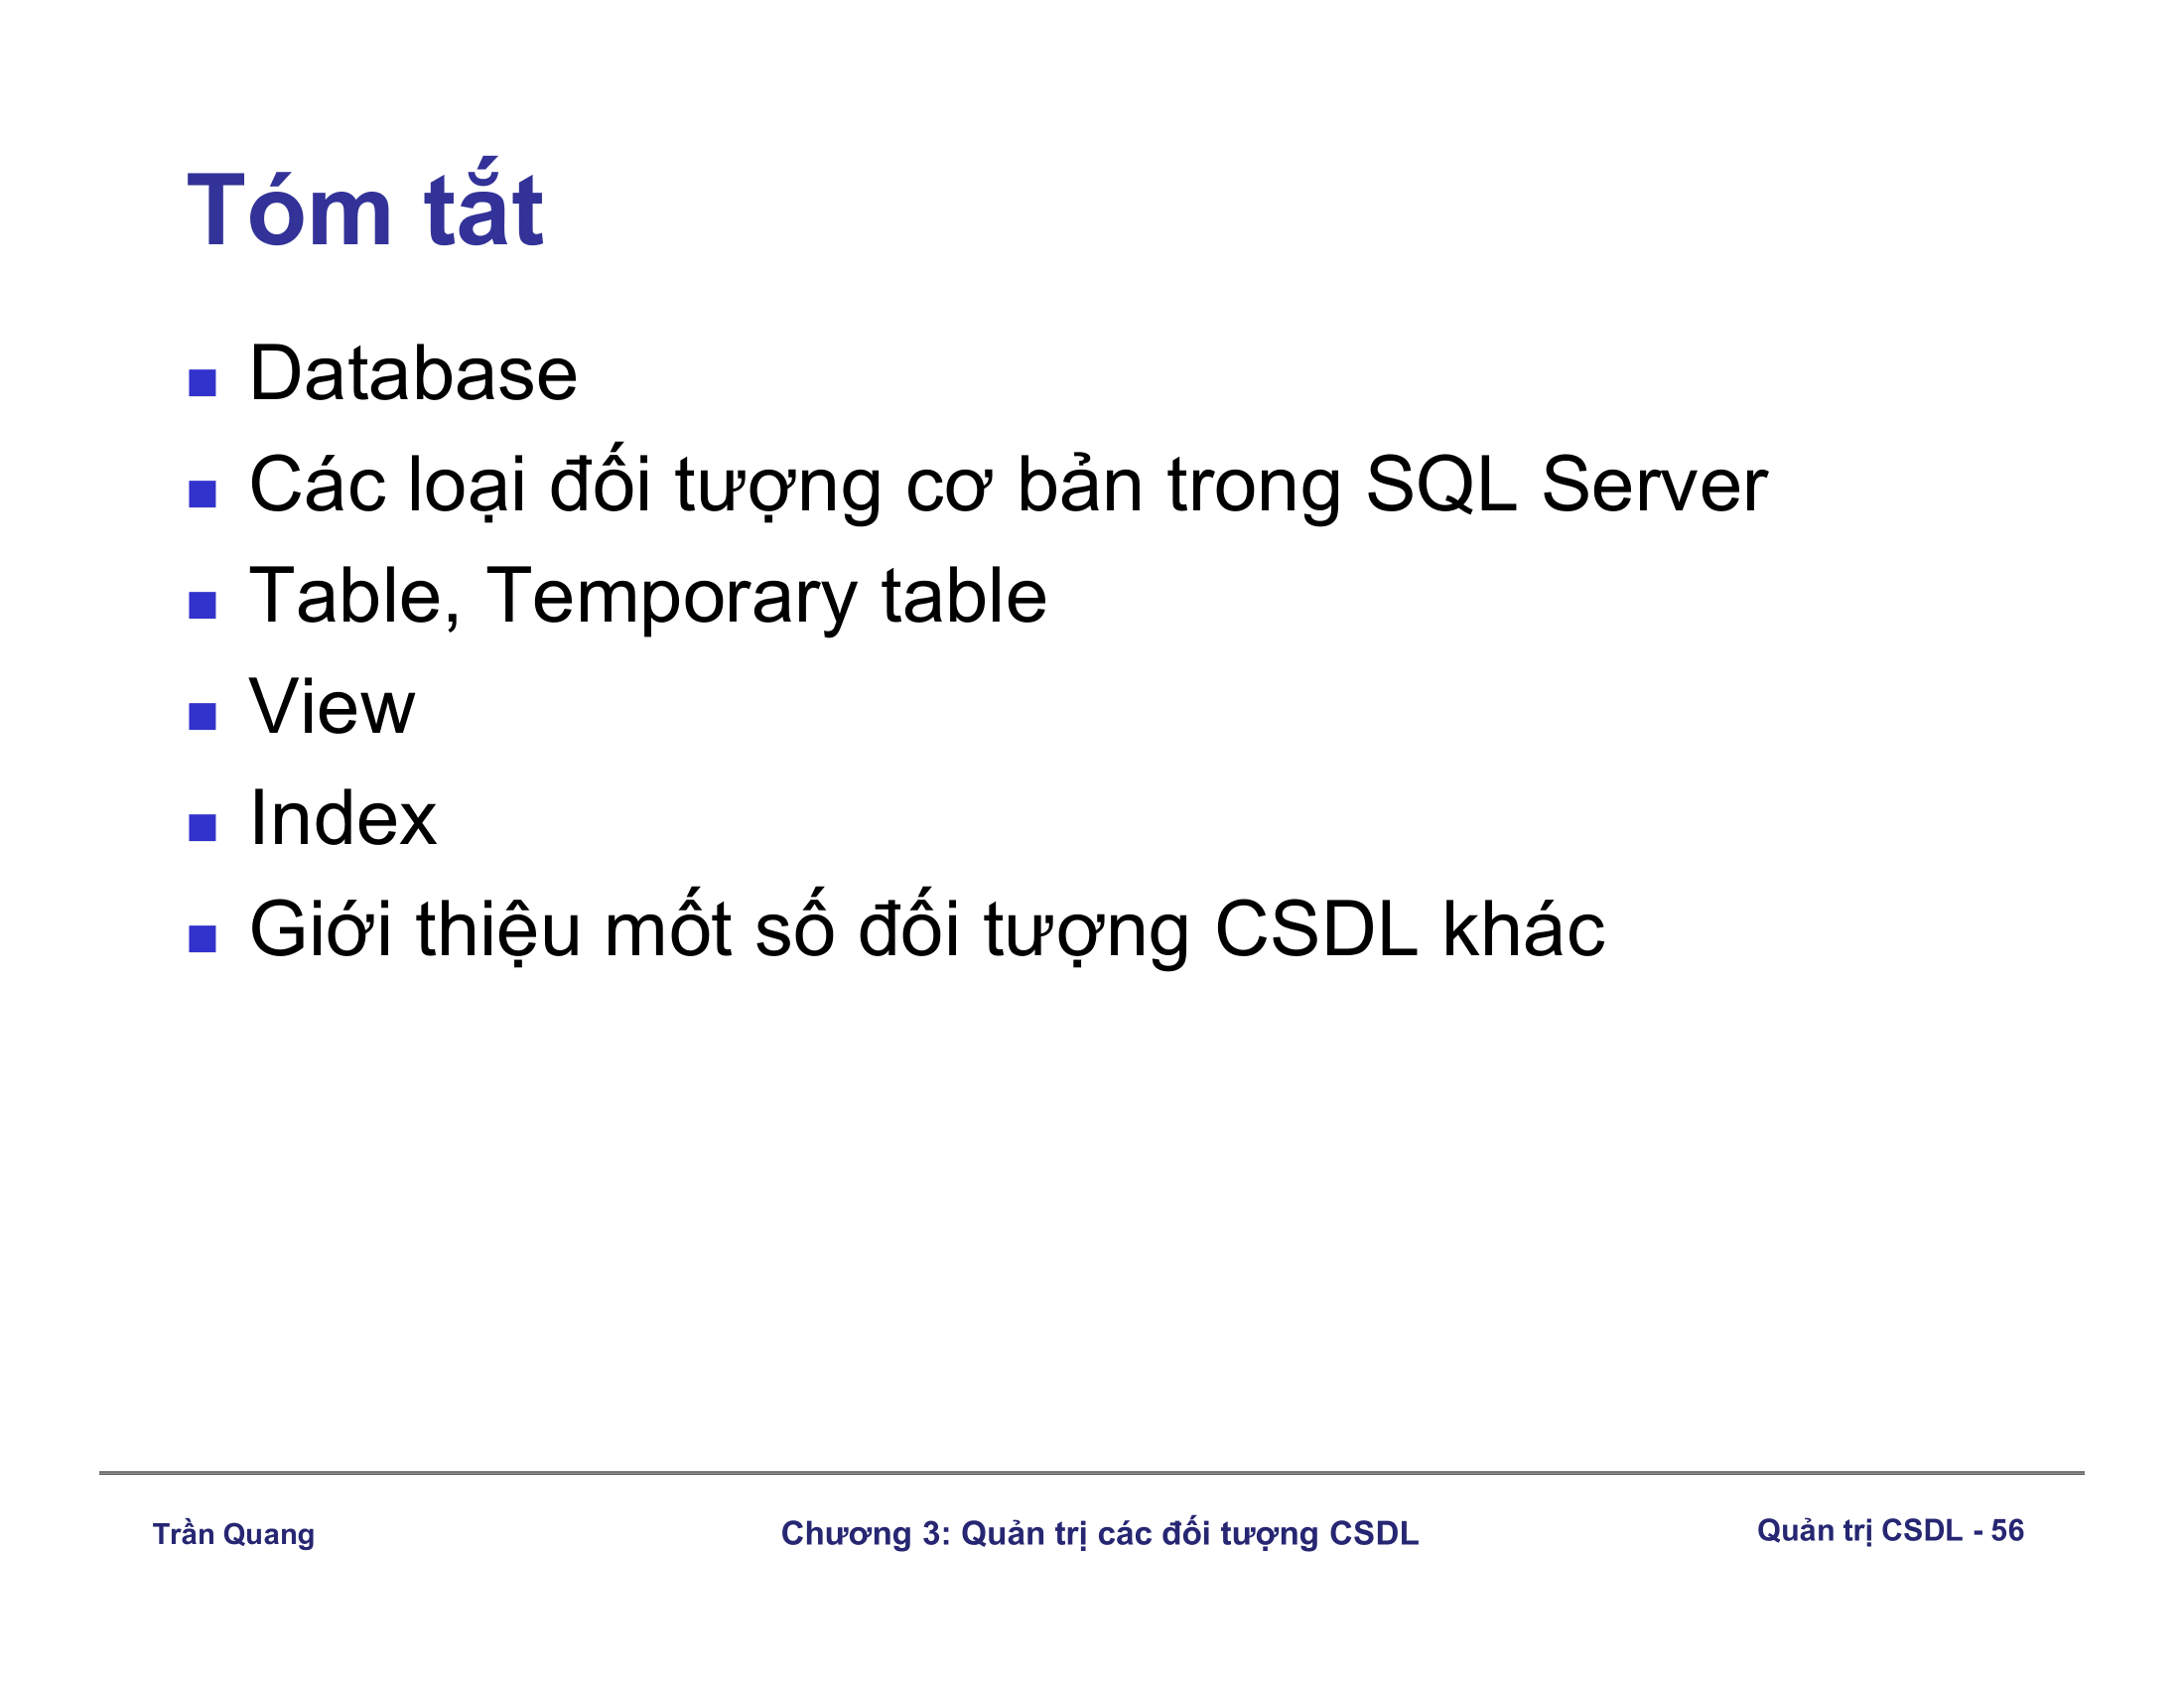 Tóm tắt
Database
Các loại đối tượng cơ bản trong SQL Server
Table, Temporary table
View
Index
Giới thiệu mốt số đối tượng CSDL khác
Trần Quang
Chương 3: Quản trị các đối tượng CSDL
Quản trị CSDL - 56